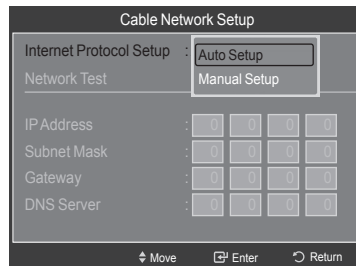 Cable Network Setup
Internet Protocol Setup : Auto Setup
Network Test Manual Setup
IP Address : 0 0 0 0
Subnet Mask : 0 0 0 0
Gateway : 0 0 0 0
DNS Server : 0 0 0 0
Move Enter Return